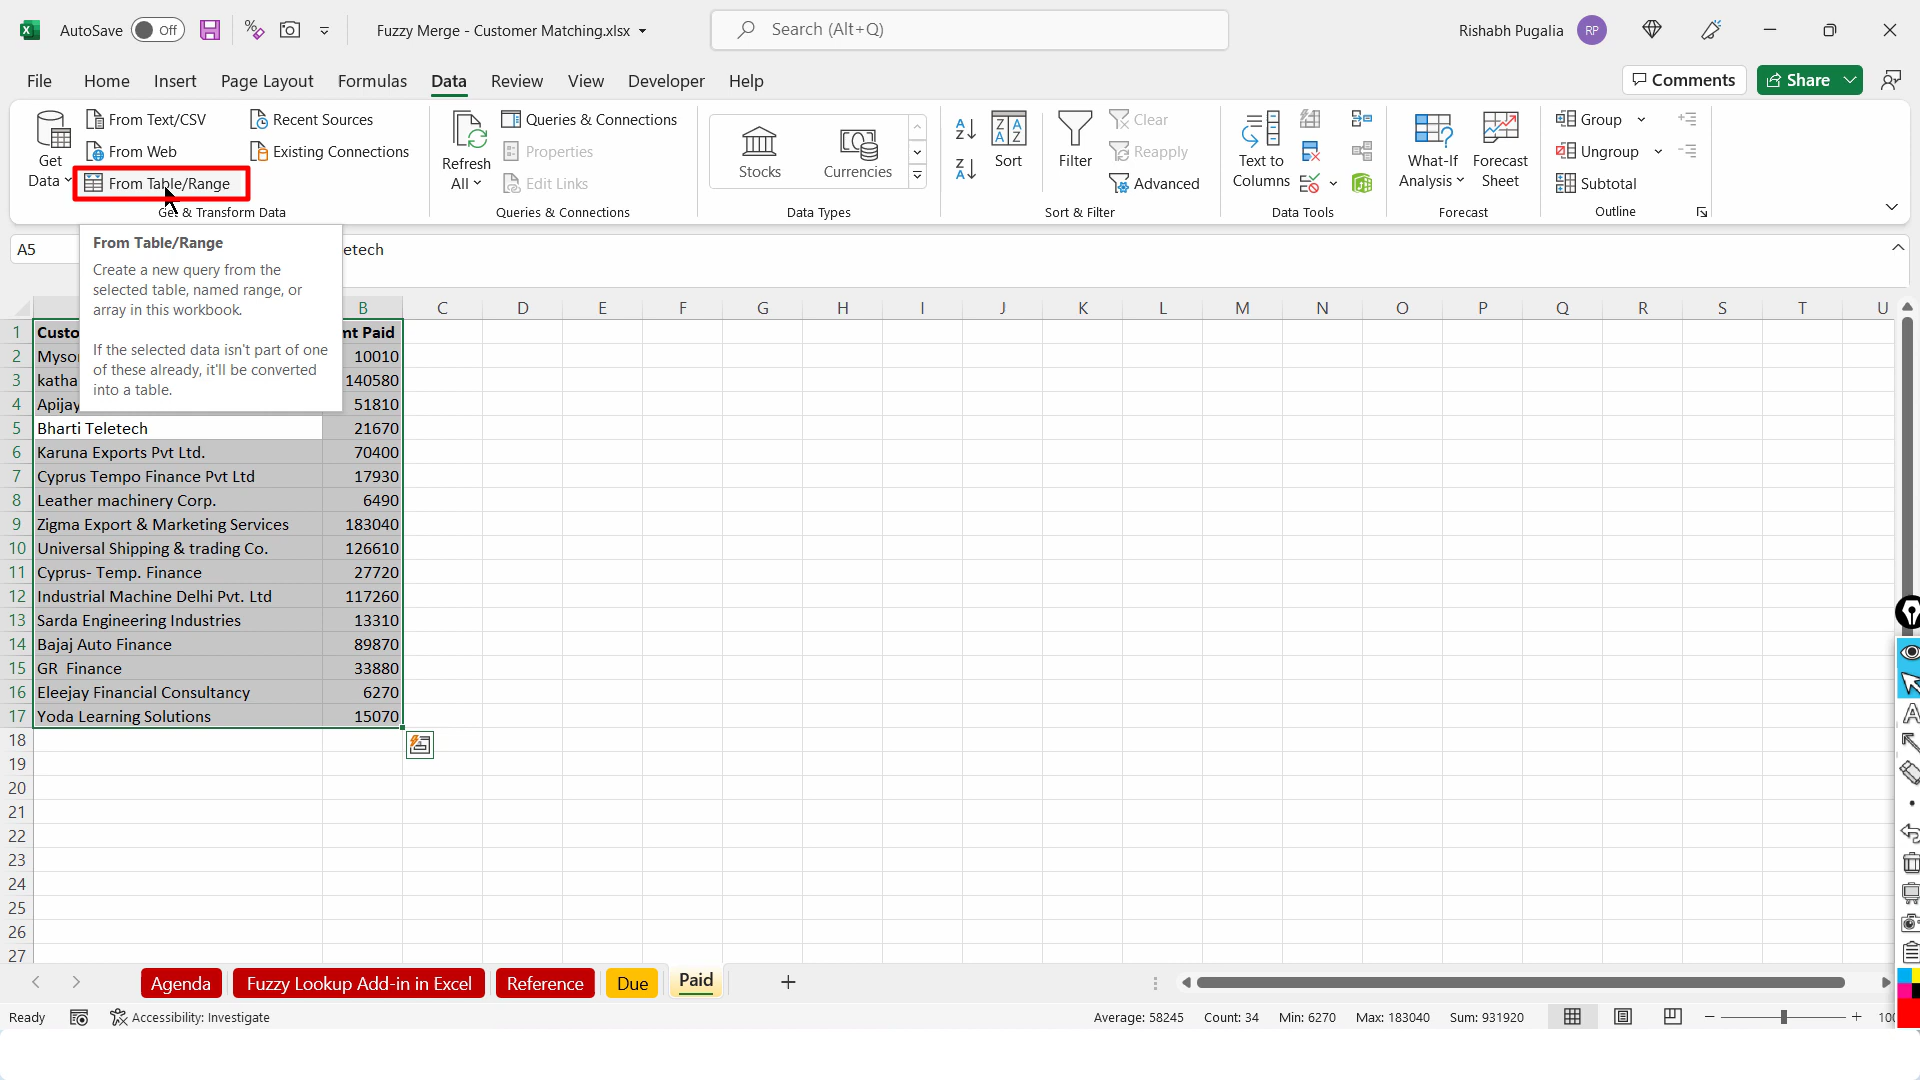 AutoSave Off Fuzzy Merge - Customer Matching.xlsx Search (Alt+Q) Rishabh Pugalia RP
File Home Insert Page Layout Formulas Data Review View Developer Help Comments Share
Get Data
From Text/CSV
From Web
From Table/Range
Recent Sources
Existing Connections
Get & Transform Data
Refresh All
Queries & Connections
Properties
Edit Links
Queries & Connections
Stocks Currencies
Data Types
Sort
Filter
Clear
Reapply
Advanced
Sort & Filter
Text to Columns
Data Tools
What-If Analysis
Forecast Sheet
Forecast
Group
Ungroup
Subtotal
Outline
A5 etech
From Table/Range
Create a new query from the
selected table, named range, or
array in this workbook.
If the selected data isn't part of one
of these already, it'll be converted
into a table.
B C D E F G H I J K L M N O P Q R S T U
1 Custo nt Paid
2 Myso 10010
3 katha 140580
4 Apijay 51810
5 Bharti Teletech 21670
6 Karuna Exports Pvt Ltd. 70400
7 Cyprus Tempo Finance Pvt Ltd 17930
8 Leather machinery Corp. 6490
9 Zigma Export & Marketing Services 183040
10 Universal Shipping & trading Co. 126610
11 Cyprus- Temp. Finance 27720
12 Industrial Machine Delhi Pvt. Ltd 117260
13 Sarda Engineering Industries 13310
14 Bajaj Auto Finance 89870
15 GR  Finance 33880
16 Eleejay Financial Consultancy 6270
17 Yoda Learning Solutions 15070
18
19
20
21
22
23
24
25
26
27
Agenda Fuzzy Lookup Add-in in Excel Reference Due Paid
Ready Accessibility: Investigate Average: 58245 Count: 34 Min: 6270 Max: 183040 Sum: 931920 100